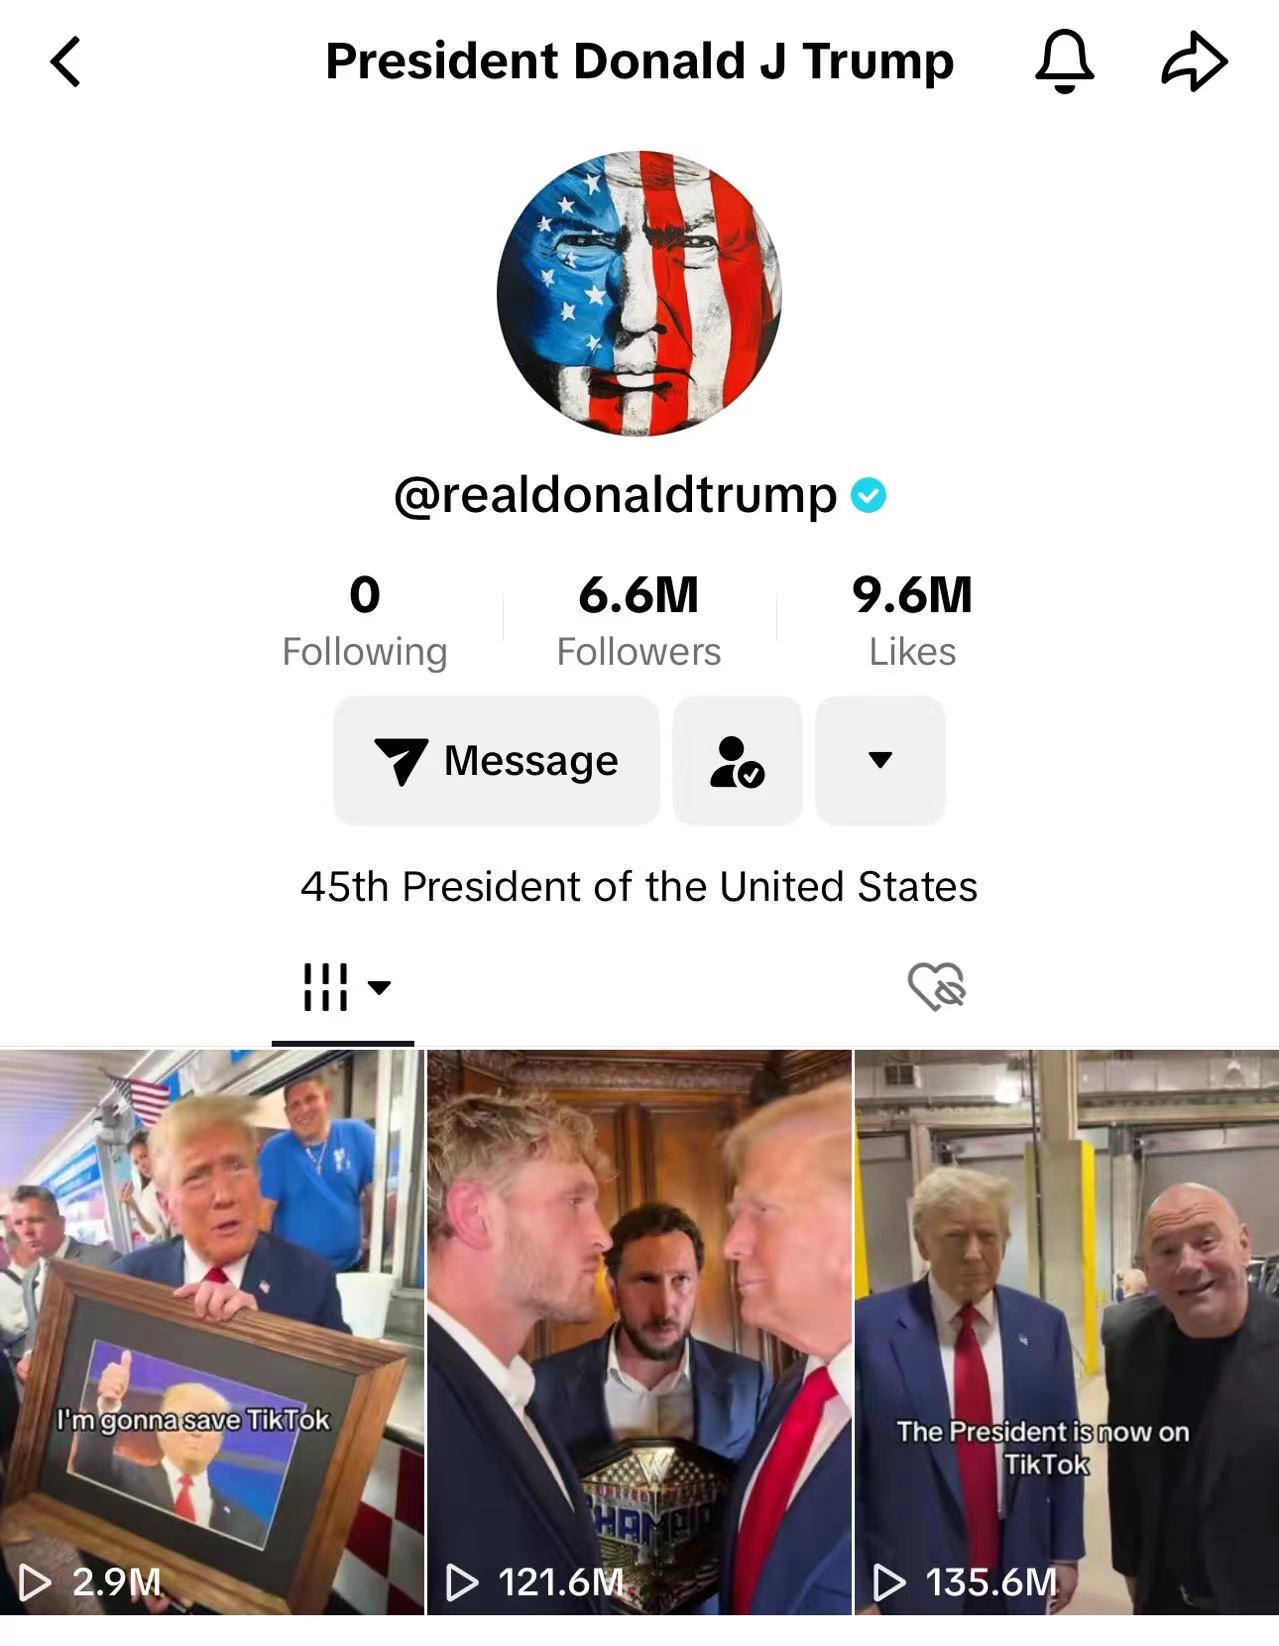 President Donald J Trump
@realdonaldtrump
0
6.6M
9.6M
Following
Followers
Likes
Message
45th President of the United States
I'm gonna save TikTok
2.9M
121.6M
The President is now on
TikTok
135.6M